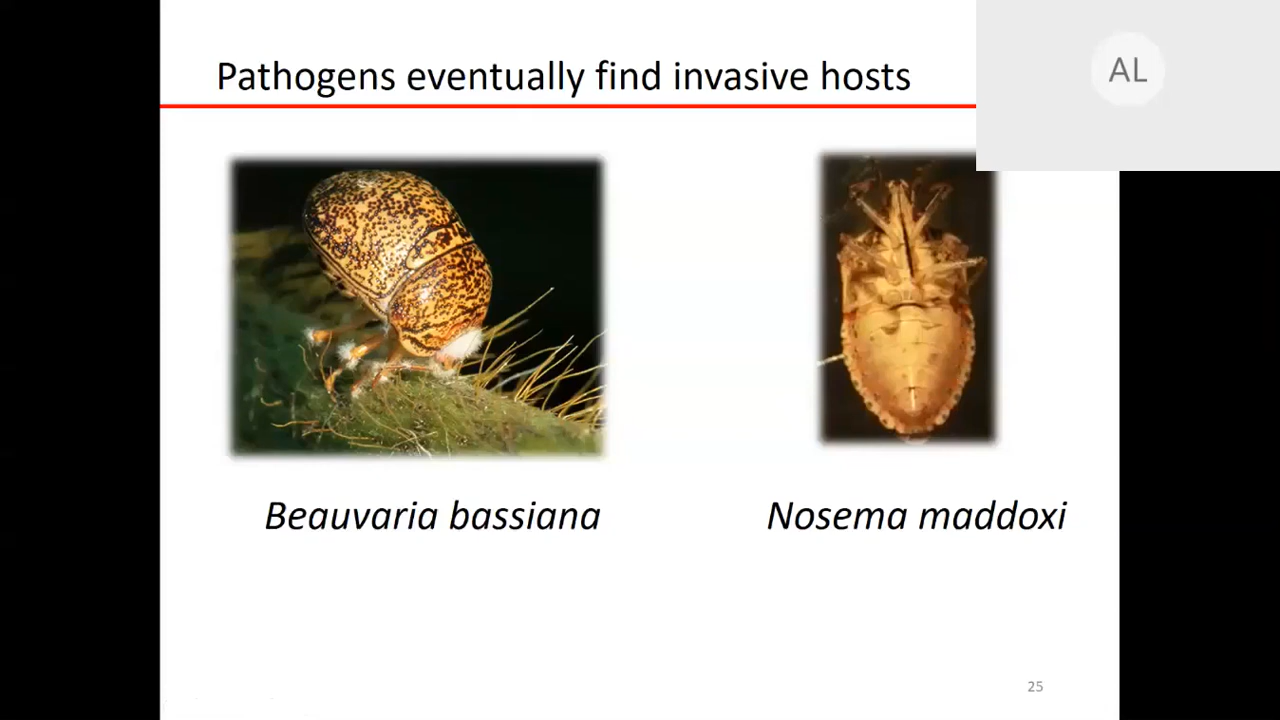 Pathogens eventually find invasive hosts
AL
Beauvaria bassiana
Nosema maddoxi
25